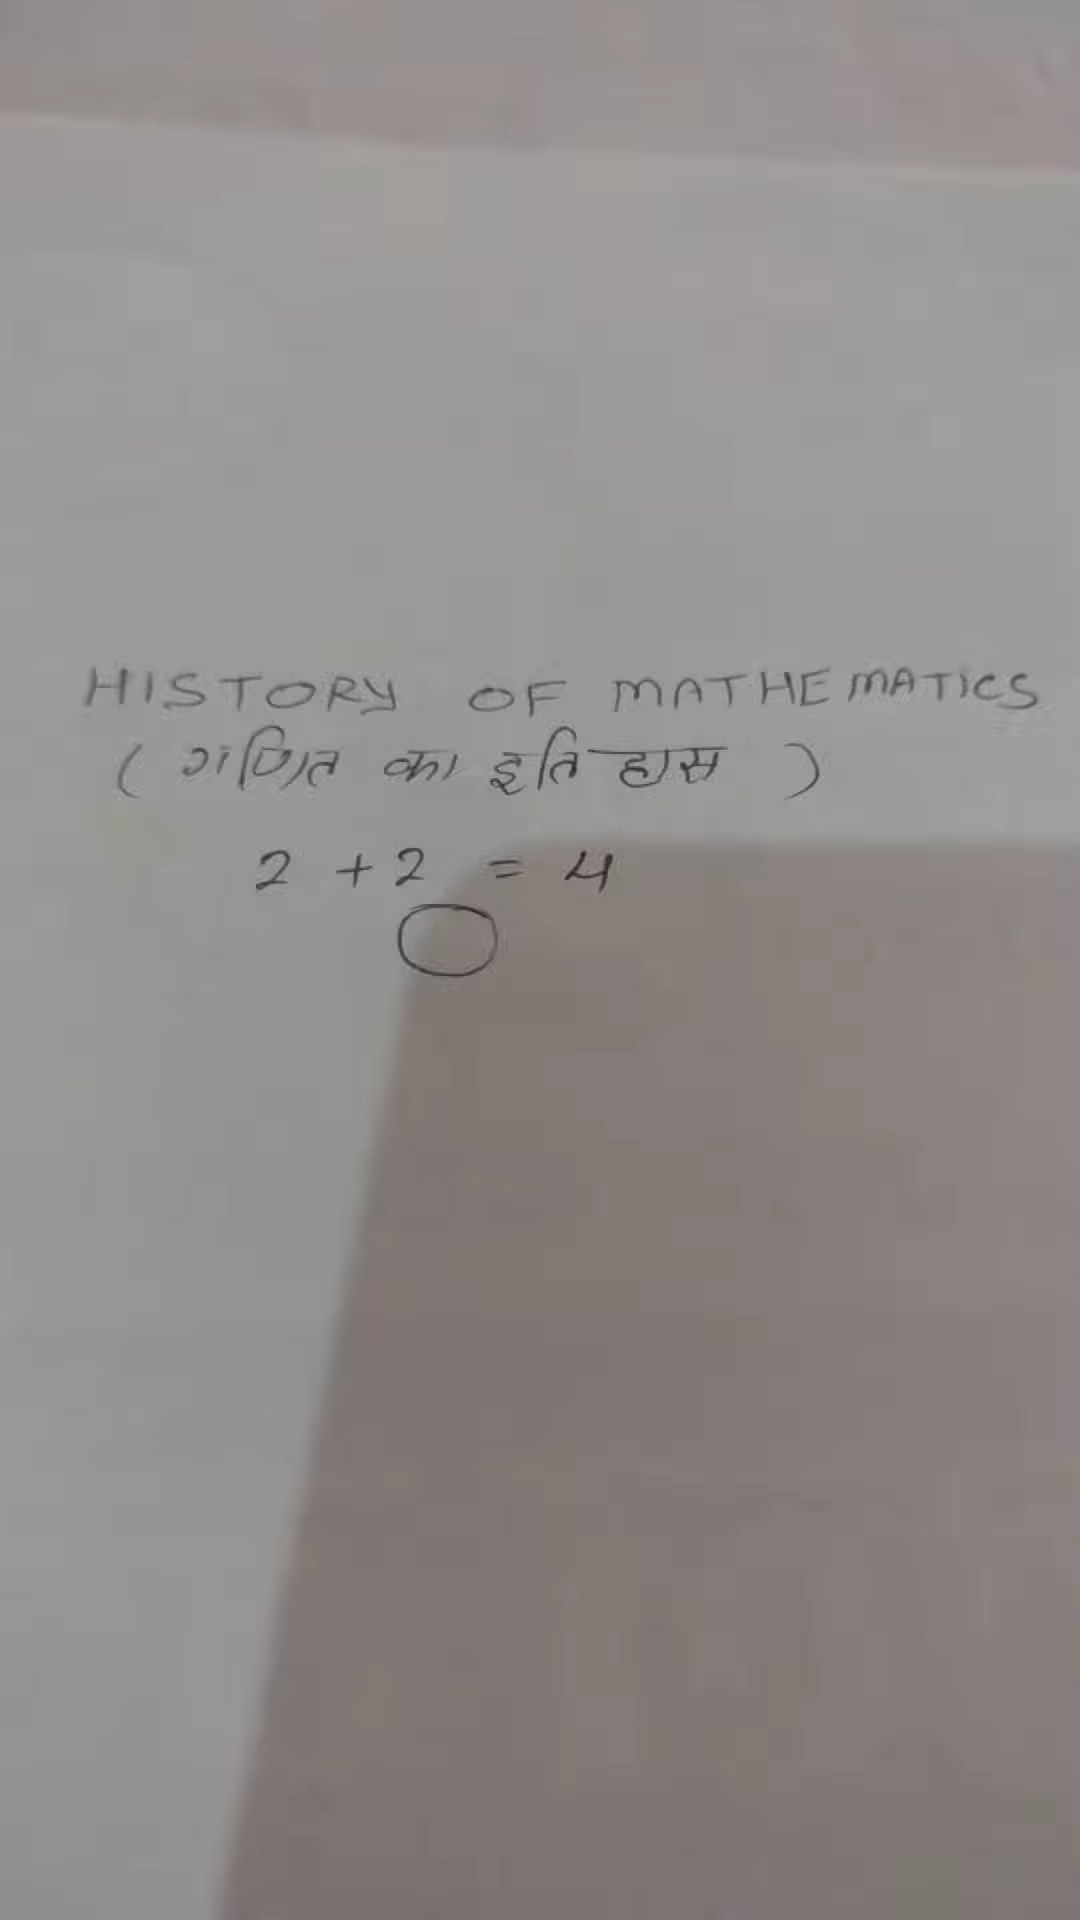 HISTORY OF MATHEMATICS
( गणित का इतिहास )
2 + 2 = 4